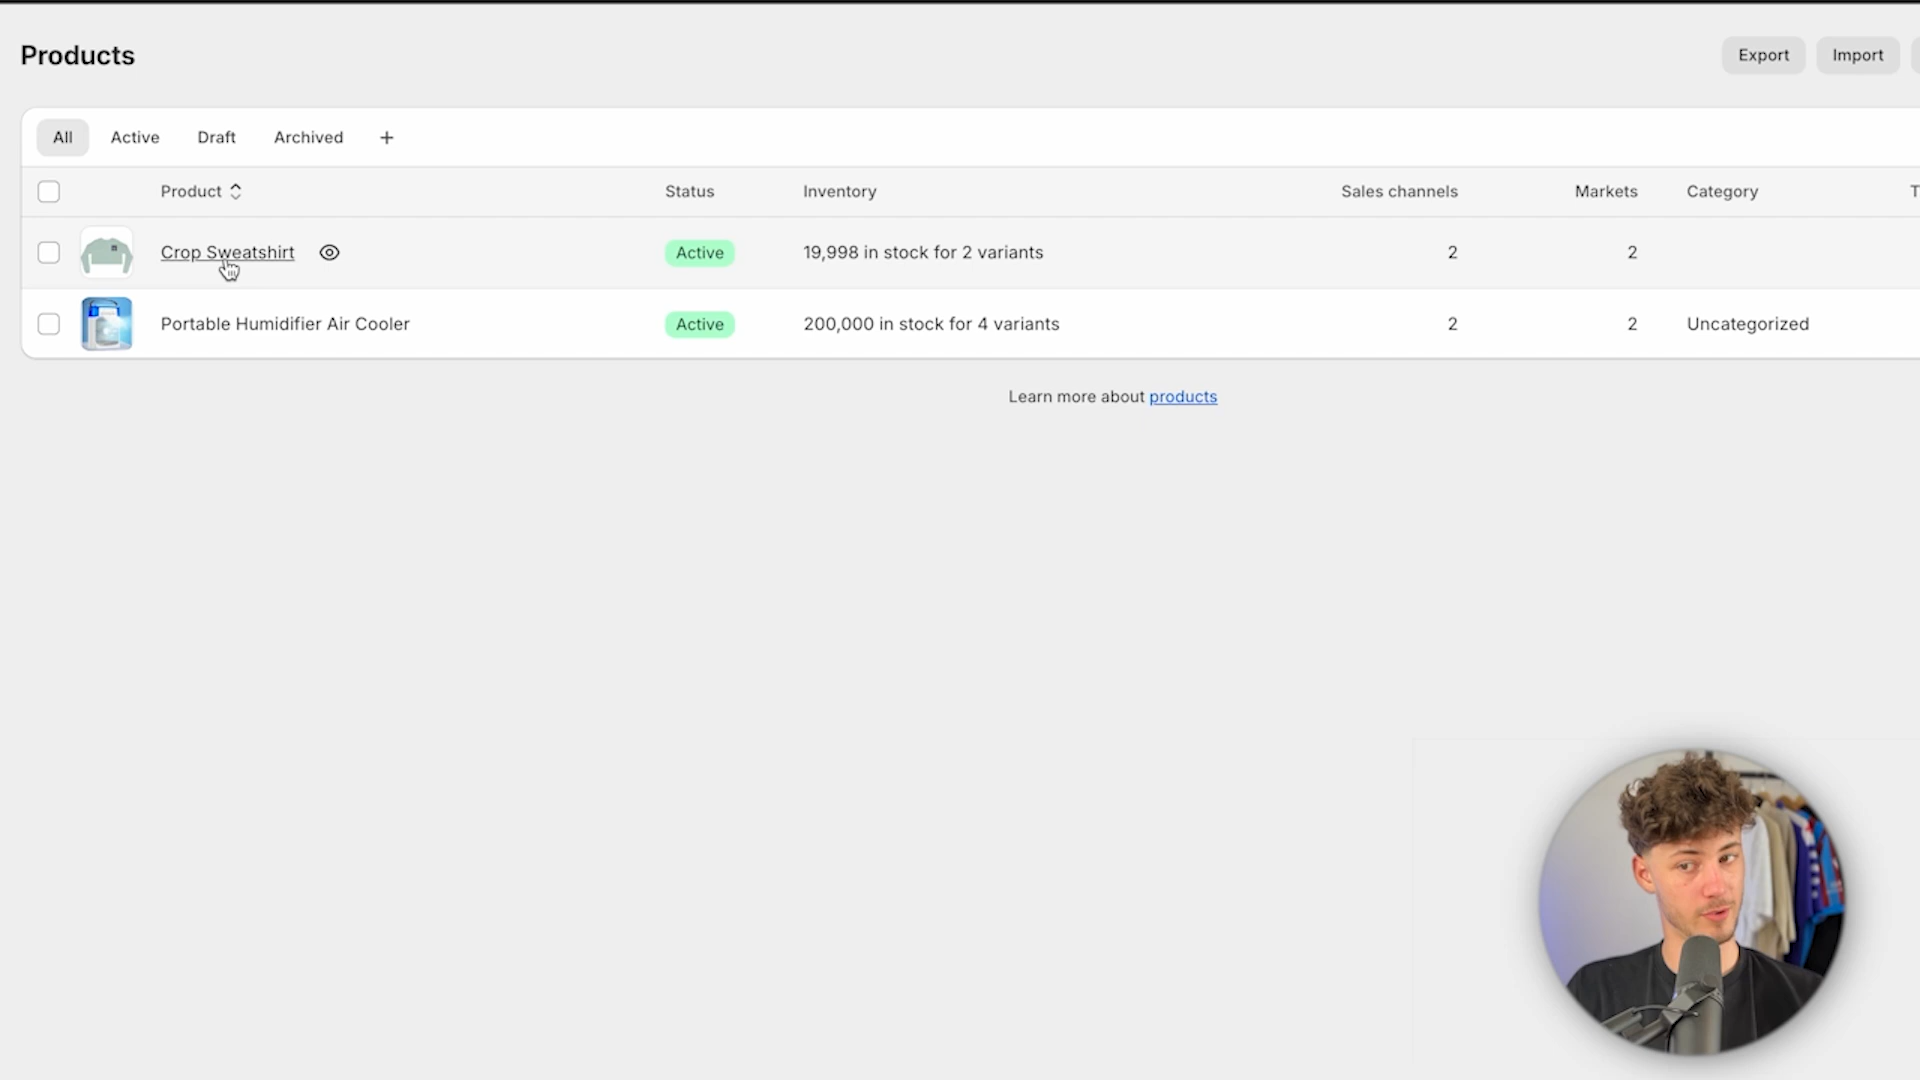 Products
Export Import
All Active Draft Archived +
Product Status Inventory Sales channels Markets Category T
Crop Sweatshirt Active 19,998 in stock for 2 variants 2 2
Portable Humidifier Air Cooler Active 200,000 in stock for 4 variants 2 2 Uncategorized
Learn more about products